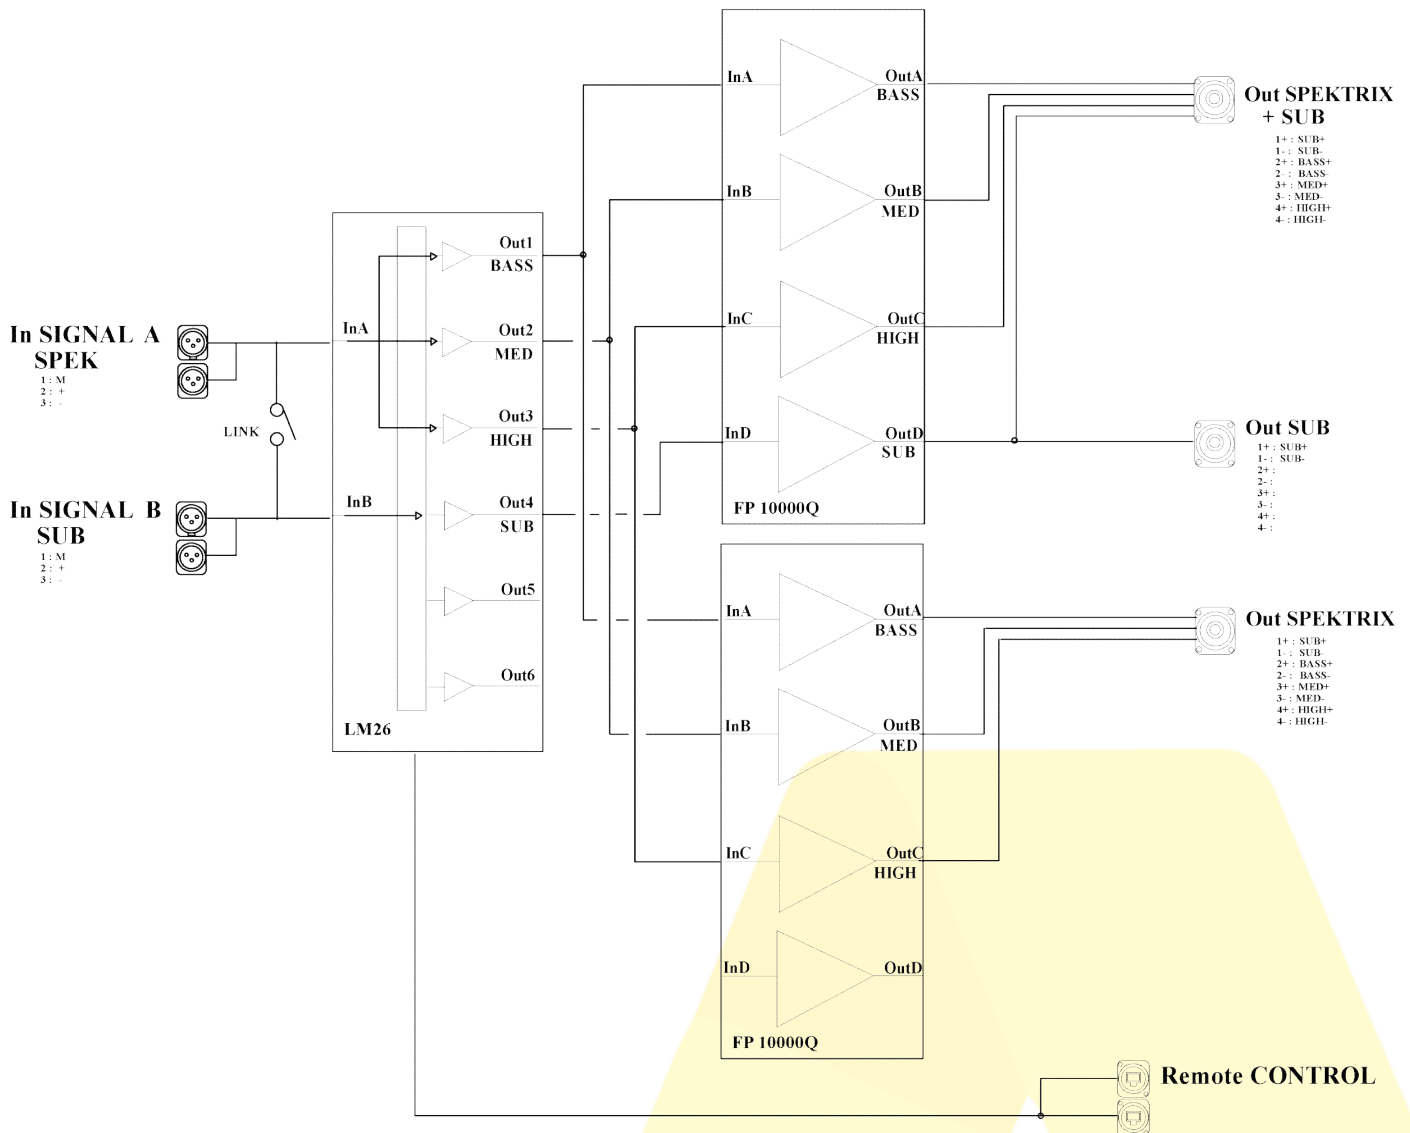 In SIGNAL A
SPEK
1 : M
2 : +
3 : -
LINK
In SIGNAL B
SUB
1 : M
2 : +
3 : -
InA
InB
Out1
BASS
Out2
MED
Out3
HIGH
Out4
SUB
Out5
Out6
LM26
InA
OutA
BASS
InB
OutB
MED
InC
OutC
HIGH
InD
OutD
SUB
FP 10000Q
InA
OutA
BASS
InB
OutB
MED
InC
OutC
HIGH
InD
OutD
FP 10000Q
Out SPEKTRIX
+ SUB
1+ : SUB+
1- : SUB-
2+ : BASS+
2- : BASS-
3+ : MED+
3- : MED-
4+ : HIGH+
4- : HIGH-
Out SUB
1+ : SUB+
1- : SUB-
2+ :
2- :
3+ :
3- :
4+ :
4- :
Out SPEKTRIX
1+ : SUB+
1- : SUB-
2+ : BASS+
2- : BASS-
3+ : MED+
3- : MED-
4+ : HIGH+
4- : HIGH-
Remote CONTROL